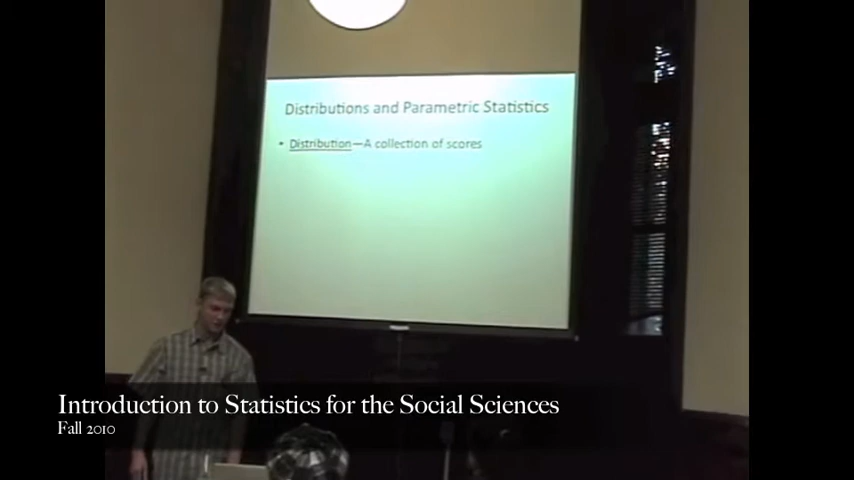 Distributions and Parametric Statistics
• Distribution—A collection of scores
Introduction to Statistics for the Social Sciences
Fall 2010